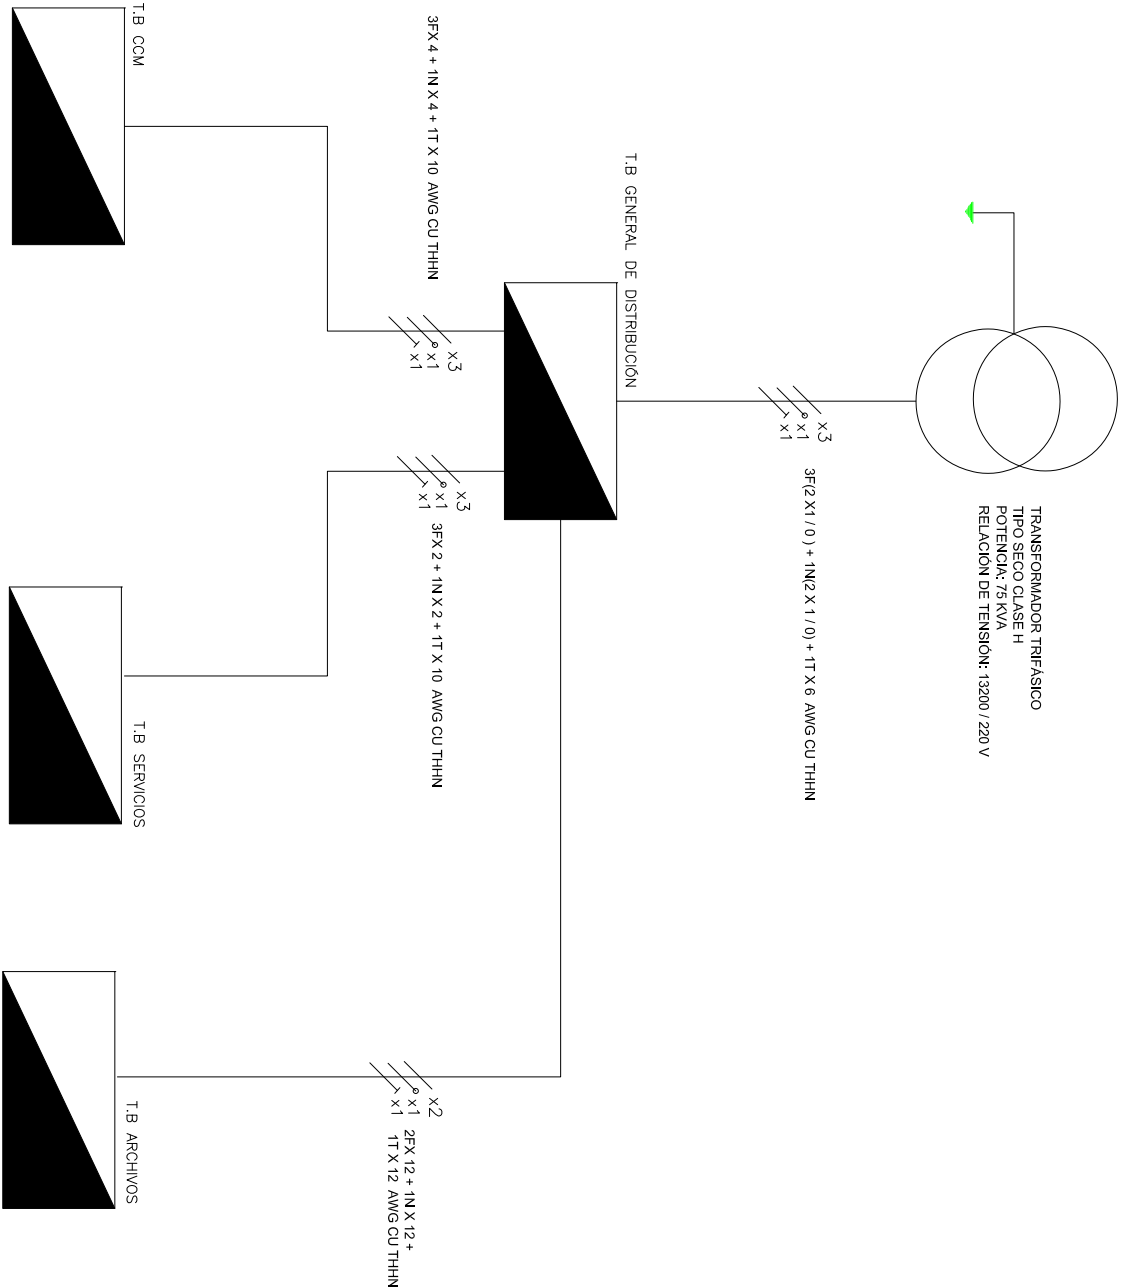 TRANSFORMADOR TRIFÁSICO
TIPO SECO CLASE H
POTENCIA: 75 KVA
RELACIÓN DE TENSIÓN: 13200 / 220 V
x3
x1
x1
3F(2 X1 / 0 ) + 1N(2 X 1 / 0) + 1T X 6 AWG CU THHN
T.B GENERAL DE DISTRIBUCIÓN
3FX 4 + 1N X 4 + 1T X 10 AWG CU THHN
x3
x1
x1
x3
x1
x1
3FX 2 + 1N X 2 + 1T X 10 AWG CU THHN
x2
x1
x1
2FX 12 + 1N X 12 +
1T X 12 AWG CU THHN
T.B CCM
T.B SERVICIOS
T.B ARCHIVOS